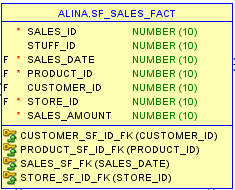 ALINA.SF_SALES_FACT
* SALES_ID NUMBER (10)
STUFF_ID NUMBER (10)
F * SALES_DATE NUMBER (10)
F * PRODUCT_ID NUMBER (10)
F CUSTOMER_ID NUMBER (10)
F * STORE_ID NUMBER (10)
* SALES_AMOUNT NUMBER (10)
CUSTOMER_SF_ID_FK (CUSTOMER_ID)
PRODUCT_SF_ID_FK (PRODUCT_ID)
SALES_SF_FK (SALES_DATE)
STORE_SF_ID_FK (STORE_ID)